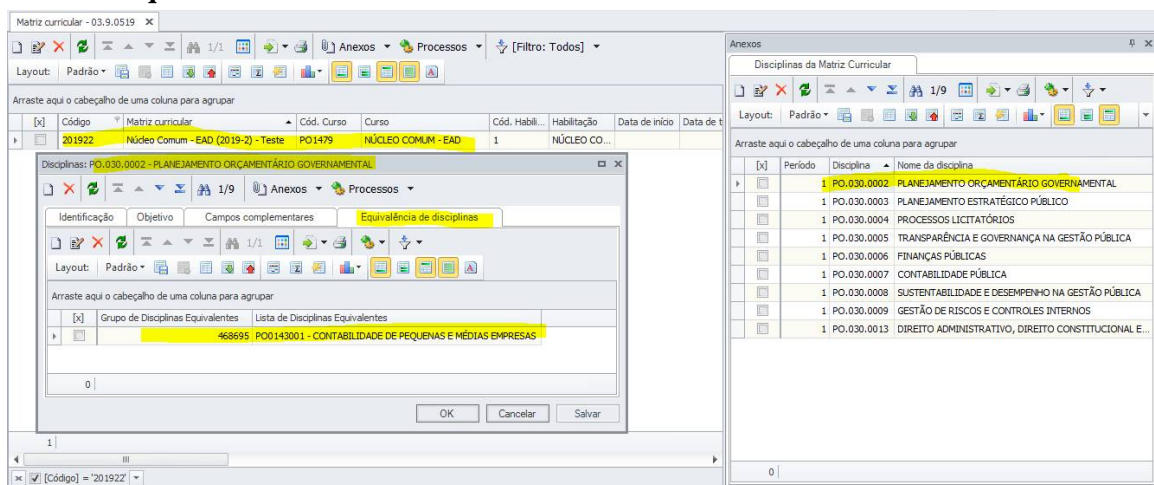 Matriz curricular - 03.9.0519
1/1 Anexos Processos [Filtro: Todos]
Layout: Padrão
Arraste aqui o cabeçalho de uma coluna para agrupar
[x] Código Matriz curricular Cód. Curso Curso Cód. Habili... Habilitação Data de início Data de t
201922 Núcleo Comum - EAD (2019-2) - Teste PO1479 NÚCLEO COMUM - EAD 1 NÚCLEO CO...
Disciplinas: PO.030.0002 - PLANEJAMENTO ORÇAMENTÁRIO GOVERNAMENTAL
1/9 Anexos Processos
Identificação Objetivo Campos complementares Equivalência de disciplinas
1/1
Layout: Padrão
Arraste aqui o cabeçalho de uma coluna para agrupar
[x] Grupo de Disciplinas Equivalentes Lista de Disciplinas Equivalentes
468695 PO0143001 - CONTABILIDADE DE PEQUENAS E MÉDIAS EMPRESAS
0
OK Cancelar Salvar
1
[Código] = '201922'
Anexos
Disciplinas da Matriz Curricular
1/9
Layout: Padrão
Arraste aqui o cabeçalho de uma coluna para agrupar
[x] Período Disciplina Nome da disciplina
1 PO.030.0002 PLANEJAMENTO ORÇAMENTÁRIO GOVERNAMENTAL
1 PO.030.0003 PLANEJAMENTO ESTRATÉGICO PÚBLICO
1 PO.030.0004 PROCESSOS LICITATÓRIOS
1 PO.030.0005 TRANSPARÊNCIA E GOVERNANÇA NA GESTÃO PÚBLICA
1 PO.030.0006 FINANÇAS PÚBLICAS
1 PO.030.0007 CONTABILIDADE PÚBLICA
1 PO.030.0008 SUSTENTABILIDADE E DESEMPENHO NA GESTÃO PÚBLICA
1 PO.030.0009 GESTÃO DE RISCOS E CONTROLES INTERNOS
1 PO.030.0013 DIREITO ADMINISTRATIVO, DIREITO CONSTITUCIONAL E...
0